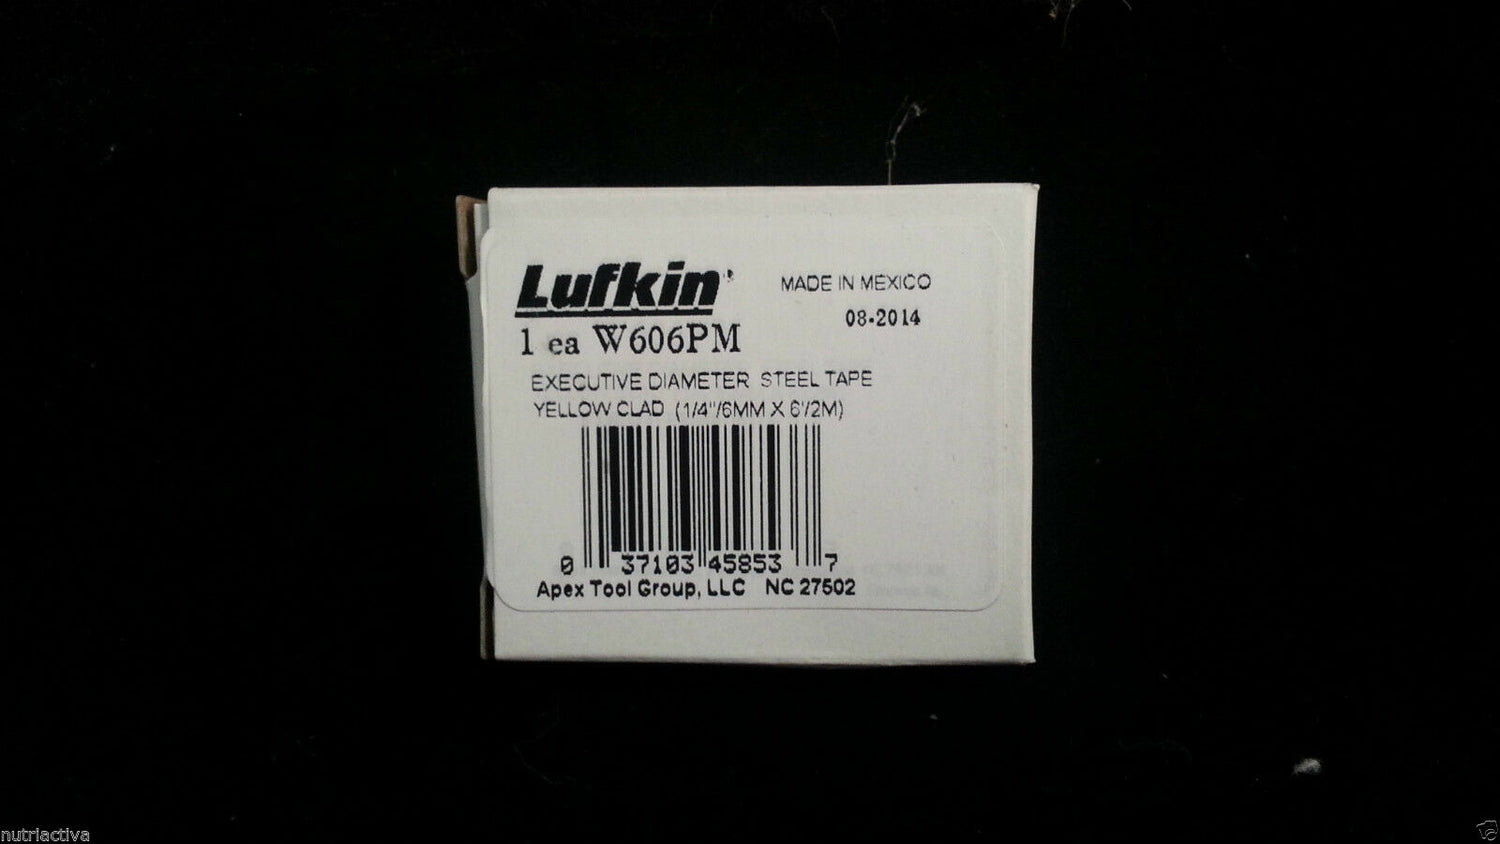 Lufkin
MADE IN MEXICO
08-2014
1 ea W606PM
EXECUTIVE DIAMETER STEEL TAPE
YELLOW CLAD (1/4"/6MM X 6'/2M)
0 37103 45853 7
Apex Tool Group, LLC NC 27502
nutriactiva